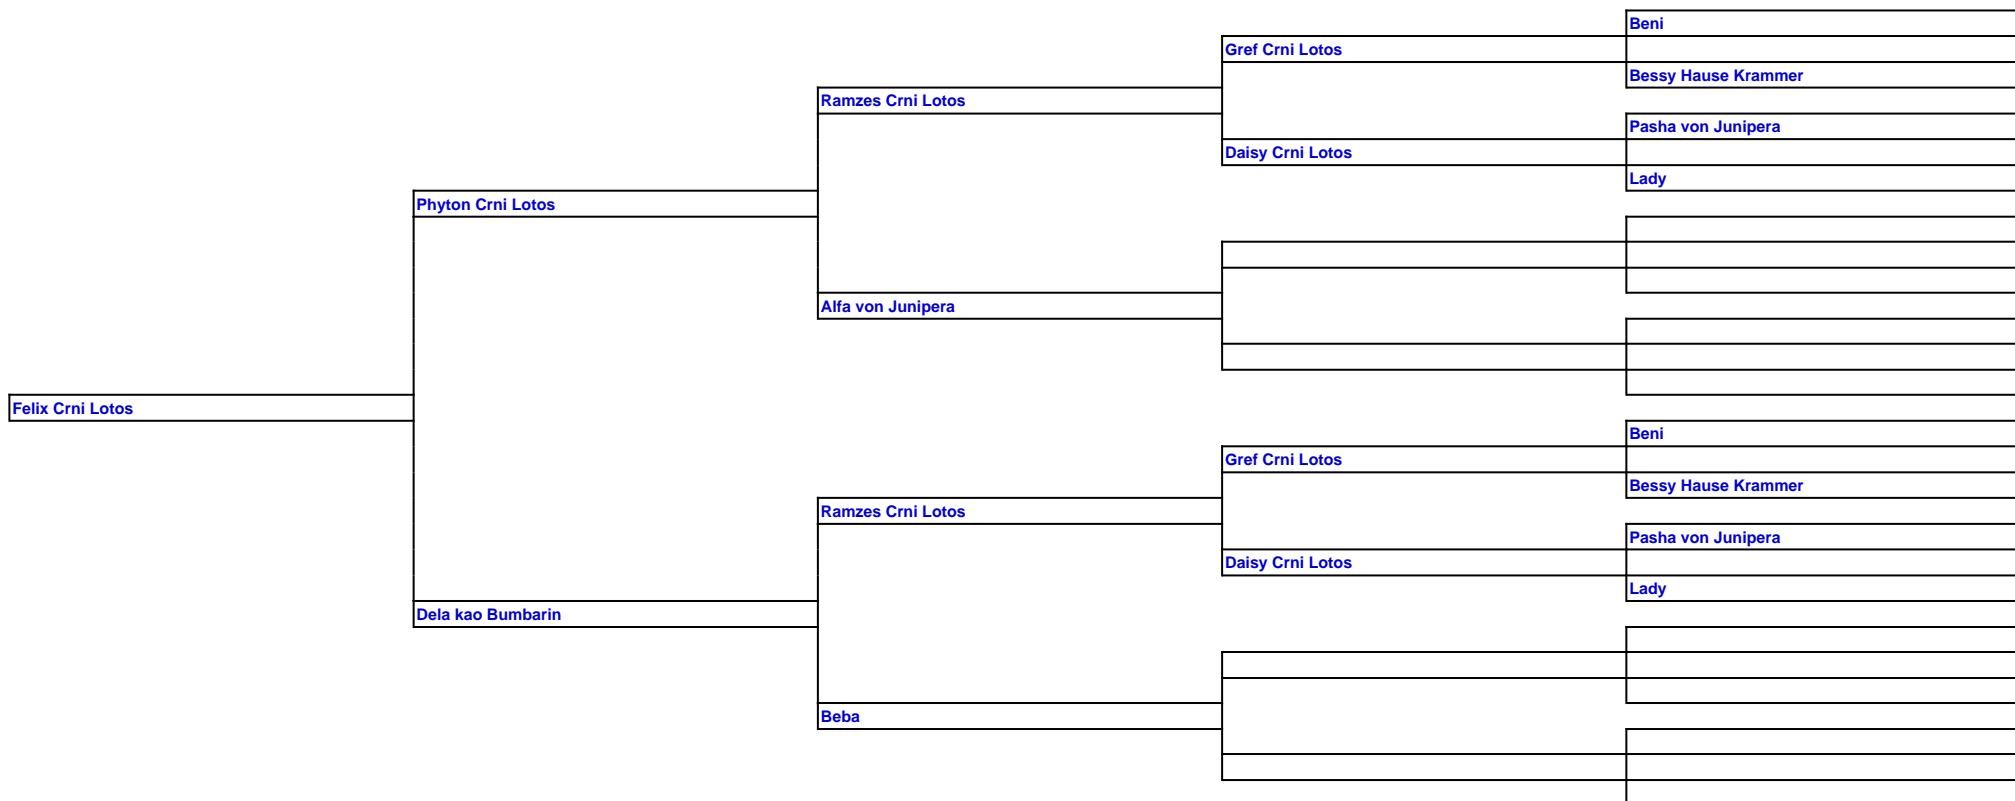 Beni
Gref Crni Lotos
Bessy Hause Krammer
Ramzes Crni Lotos
Pasha von Junipera
Daisy Crni Lotos
Lady
Phyton Crni Lotos
Alfa von Junipera
Felix Crni Lotos
Beni
Gref Crni Lotos
Bessy Hause Krammer
Ramzes Crni Lotos
Pasha von Junipera
Daisy Crni Lotos
Lady
Dela kao Bumbarin
Beba